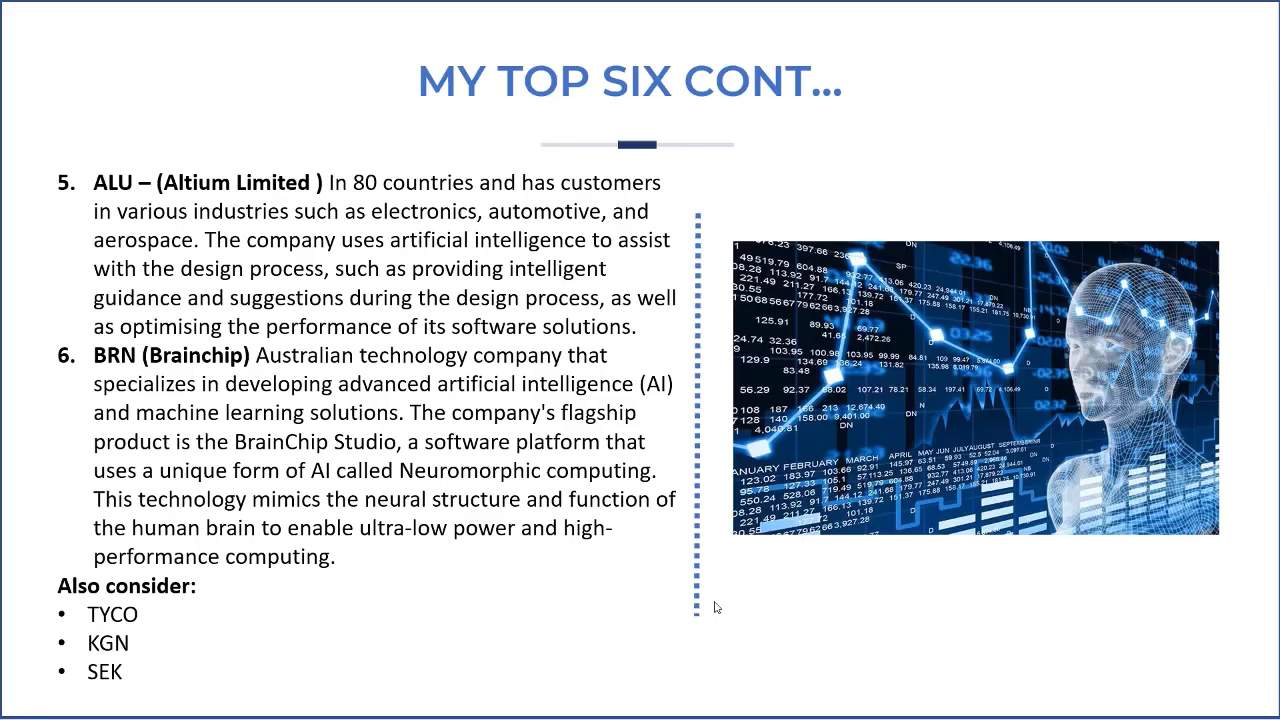 MY TOP SIX CONT...
5. ALU – (Altium Limited ) In 80 countries and has customers
in various industries such as electronics, automotive, and
aerospace. The company uses artificial intelligence to assist
with the design process, such as providing intelligent
guidance and suggestions during the design process, as well
as optimising the performance of its software solutions.
6. BRN (Brainchip) Australian technology company that
specializes in developing advanced artificial intelligence (AI)
and machine learning solutions. The company's flagship
product is the BrainChip Studio, a software platform that
uses a unique form of AI called Neuromorphic computing.
This technology mimics the neural structure and function of
the human brain to enable ultra-low power and high-
performance computing.
Also consider:
• TYCO
• KGN
• SEK